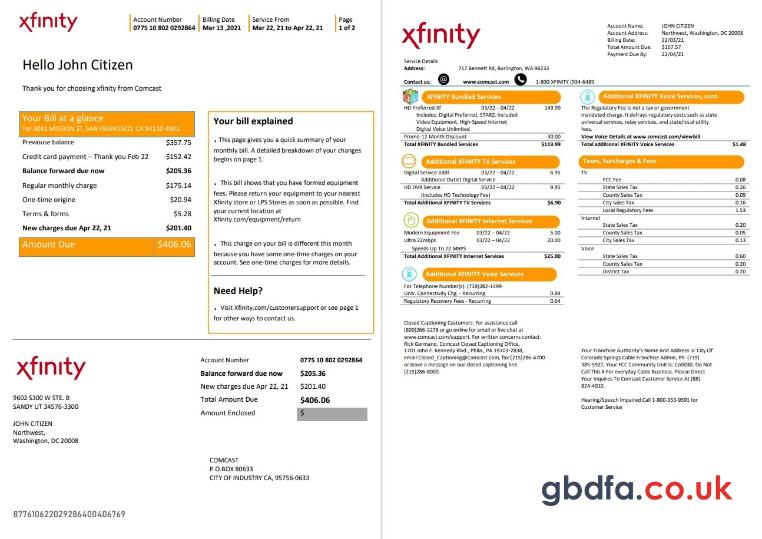 xfinity
Account Number
0775 10 802 0292864
Billing Date
Mar 13 ,2021
Service From
Mar 22, 21 to Apr 22, 21
Page
1 of 2
Hello John Citizen
Thank you for choosing xfinity from Comcast
Your Bill at a glance
For 3041 MISSION ST, SAN FRANCISCO, CA 94110-4901
Previouse balance $357.75
Credit card payment – Thank you Feb 22 -$152.42
Balance forward due now $205.36
Regular monthly charge $175.14
One-time origine $20.94
Terms & forms $5.28
New charges due Apr 22, 21 $201.40
Amount Due $406.06
Your bill explained
. This page gives you a quick summary of your
monthly bill. A detailed breakdown of your changes
begins on page 1.
. This bill shows that you have formed equipment
fees. Please return your equipment to your nearest
Xfinity store or LPS Stores as soon as possible. Find
your current location at
Xfinity.com/equipment/return
. This charge on your bill is different this month
because you have some one-time charges on your
account. See one-time charges for more details.
Need Help?
. Visit Xfinity.com/customersupport or see page 1
for other ways to contact us.
xfinity
9602 S300 W STE. B
SANDY UT 34576-3300
JOHN CITIZEN
Northwest,
Washington, DC 20008
Account Number 0775 10 802 0292864
Balance forward due now $205.36
New charges due Apr 22, 21 $201.40
Total Amount Due $406.06
Amount Enclosed $
COMCAST
P.O.BOX 80633
CITY OF INDUSTRY CA, 95756-0633
8776106220292864004067​69
xfinity
Account Name: JOHN CITIZEN
Account Address: Northwest, Washington, DC 20008
Billing Date: 22/03/21
Total Amount Due: $167.57
Payment Due By: 22/04/21
Service Details
Address: 717 Bennett Rd, Burlington, WA 98233
Contact us: @ www.comcast.com 1-800-XFINITY (934-6489
XFINITY Bundled Services
HD Preferred Xf 03/22 – 04/22 149.99
Includes: Digital Preferred, STARZ, Included
Video Equipment, High-Speed Internet
Digital Voice Unlimited
Promo 12 Month Discount -30.00
Total XFINITY Bundled Services $119.99
Additional XFINITY TV Services
Digital Service addl 03/22 – 04/22 6.95
Additional Outlet Digital Service
HD DVR Service 03/22 – 04/22 9.95
(Includes HD Technology Fee)
Total Additional XFINITY TV Services $6.90
Additional XFINITY Internet Services
Modern Equipment Fee 03/22 – 04/22 5.00
Ultra 22mbps 03/22 – 04/22 20.00
Speeds Up To 22 MBPS
Total Additional XFINITY Internet Services $25.00
Additional XFINITY Voice Services
For Telephone Number(s): (719)282-1499
Univ. Connectivity Chg. - Recurring 0.84
Regulatory Recovery Fees - Recurring 0.64
Closed Captioning Customers: For assistance call
(800)266-2278 or go online for email or live chat at
www.comcast.com/support. For written concerns contact:
Rick Germano, Comcast Closed Captioning Office,
1701 John F. Kennedy Blvd., Phila, PA 19103-2838,
email:Closed_Captioning@Comcast.com, fax(215)286-4700
or leave a message on our closed captioning line
(215)286-8000.
Additional XFINITY Voice Services, cont.
The Regulatory Fee is not a tax or government
mandated charge. It defrays various costs such as interstate
universal services, relay services, and state/local utility
fees.
View Voice Details at www.comcast.com/viewbill
Total additional XFINITY Voice Services $1.48
Taxes, Surcharges & Fees
TV
FCC Fee 0.08
State Sales Tax 0.26
County Sales Tax 0.09
City sales Tax 0.16
Local Regulatory Fees 1.53
Internet
State Sales Tax 0.20
County Sales Tax 0.05
City Sales Tax 0.13
Voice
State Sales Tax 0.60
County Sales Tax 0.20
District Tax 0.20
Your Franchise Authority's Name And Address is: City Of
Colorado Springs Cable Franchise Admin, Ph: (719)
385-5927, Your FCC Community Unit is: Co0030. Do Not
Call This # For everyday Cable Business. Please Direct
Your Inquires To Comcast Customer Service At (88)
824-4010.
Hearing/Speech Impaired Call 1-800-353-9591 for
Customer Service
gbdfa.co.uk